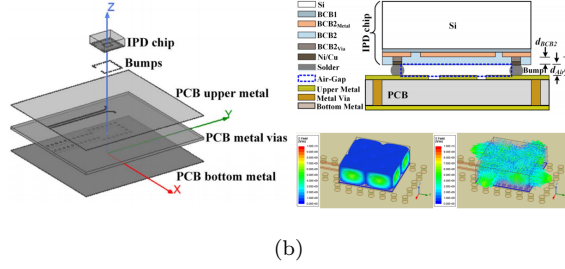 Z
IPD chip
Bumps
PCB upper metal
Y
PCB metal vias
X
PCB bottom metal
Si
BCB1
BCB2Metal
BCB2
BCB2Via
Ni/Cu
Solder
Air-Gap
Upper Metal
Metal Via
Bottom Metal
IPD chip
Si
dBCB2
Bump
dAir
PCB
(b)